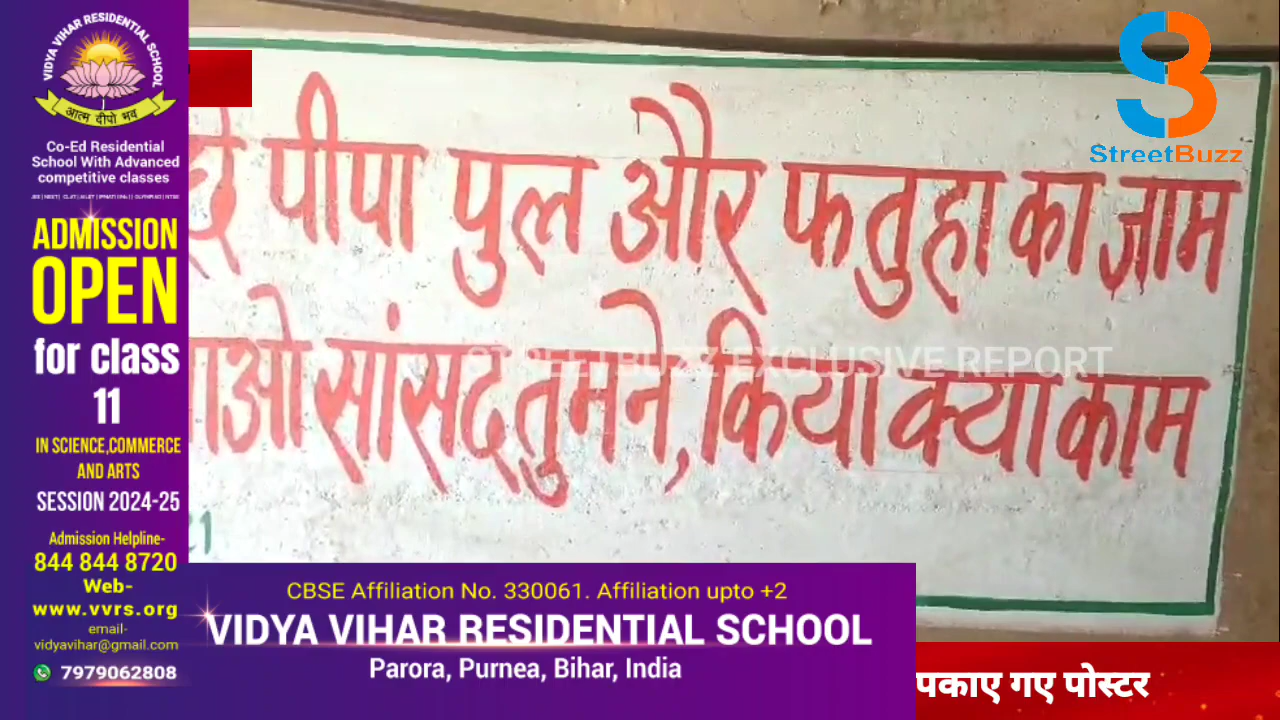 VIDYA VIHAR RESIDENTIAL SCHOOL
आत्म दीपो भव
Co-Ed Residential
School With Advanced
competitive classes
ADMISSION
OPEN
for class
11
IN SCIENCE,COMMERCE
AND ARTS
SESSION 2024-25
Admission Helpline-
844 844 8720
Web-
www.vvrs.org
email-
vidyavihar@gmail.com
7979062808
StreetBuzz
पीपा पुल और फतुहा का जाम
सांसद तुमने, किया क्या काम
STREETBUZZ EXCLUSIVE REPORT
CBSE Affiliation No. 330061. Affiliation upto +2
VIDYA VIHAR RESIDENTIAL SCHOOL
Parora, Purnea, Bihar, India
पकाए गए पोस्टर